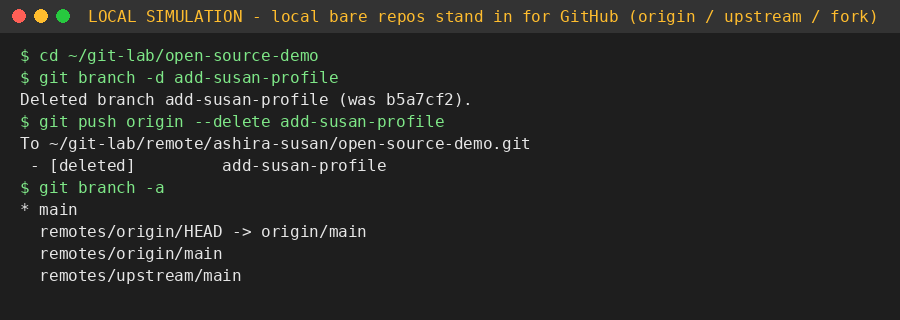 LOCAL SIMULATION - local bare repos stand in for GitHub (origin / upstream / fork)
$ cd ~/git-lab/open-source-demo
$ git branch -d add-susan-profile
Deleted branch add-susan-profile (was b5a7cf2).
$ git push origin --delete add-susan-profile
To ~/git-lab/remote/ashira-susan/open-source-demo.git
 - [deleted]         add-susan-profile
$ git branch -a
* main
  remotes/origin/HEAD -> origin/main
  remotes/origin/main
  remotes/upstream/main